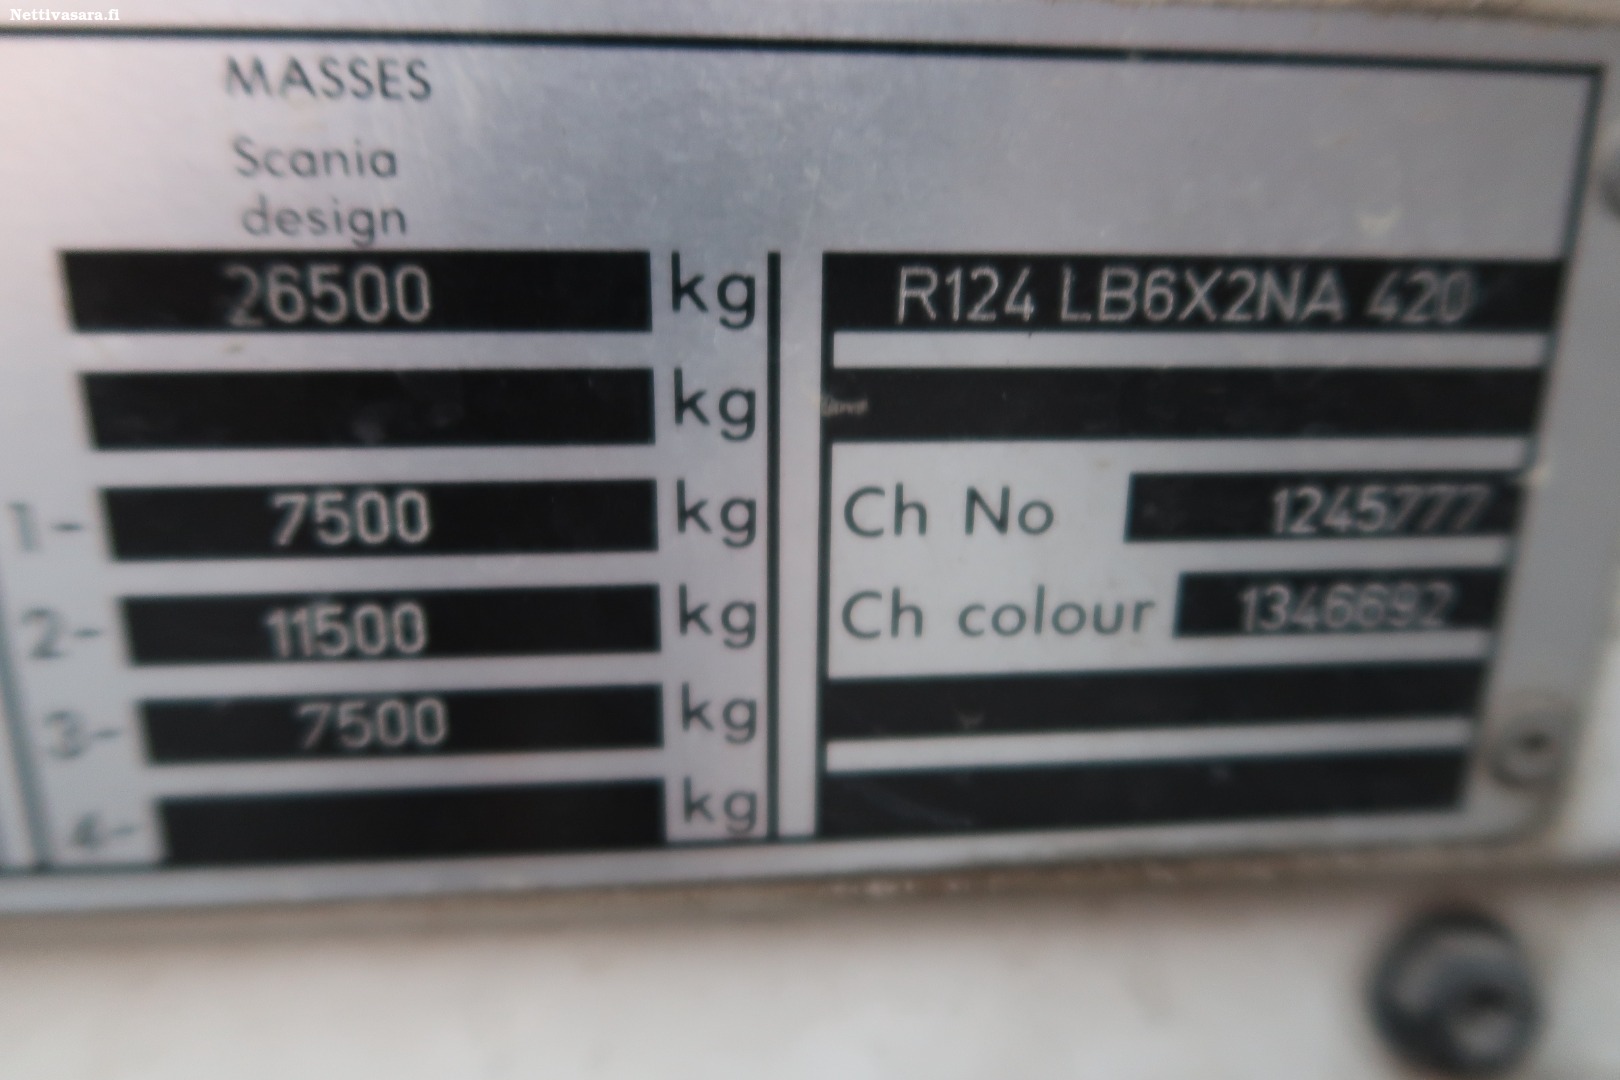 Nettivasara.fi
MASSES
Scania
design
26500 kg
kg
1- 7500 kg
2- 11500 kg
3- 7500 kg
4- kg
R124 LB6X2NA 420
Ch No 1245777
Ch colour 1346692